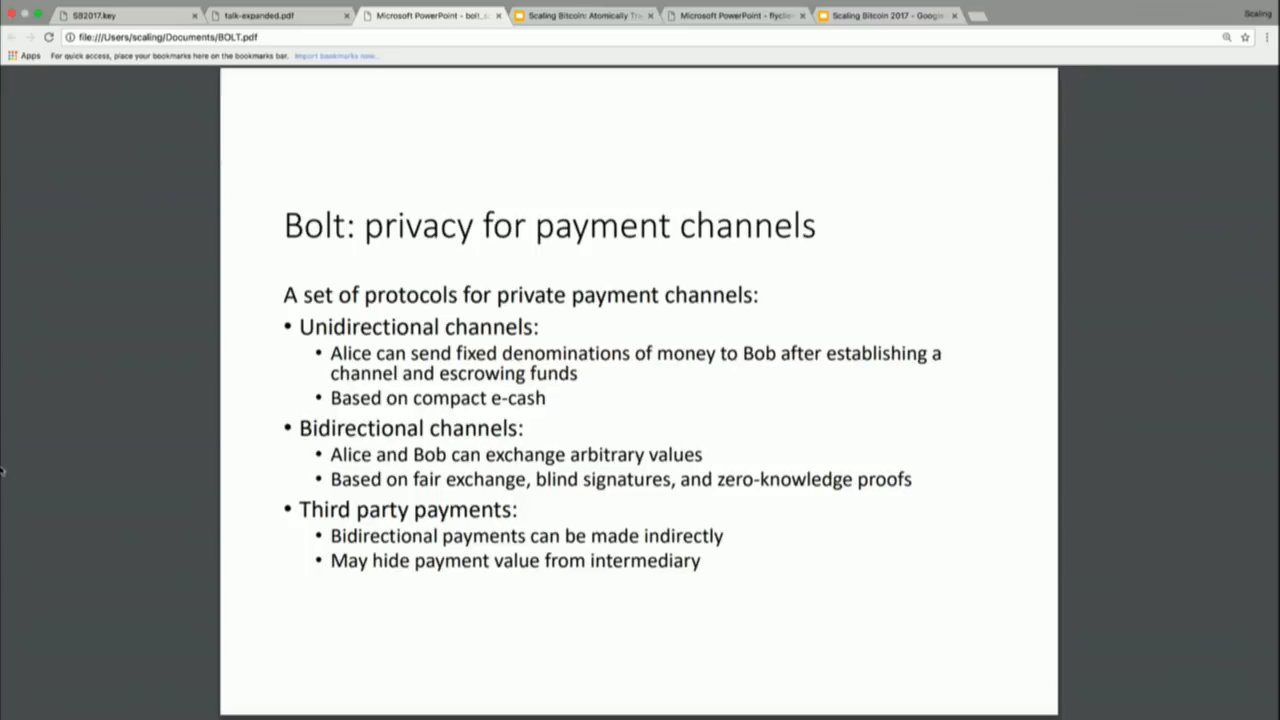 SB2017.key
talk-expanded.pdf
Microsoft PowerPoint - bolt_s
Scaling Bitcoin: Atomically Tra
Microsoft PowerPoint - flyclie
Scaling Bitcoin 2017 - Google
Scaling
file:///Users/scaling/Documents/BOLT.pdf
Apps
For quick access, place your bookmarks here on the bookmarks bar. Import bookmarks now...
Bolt: privacy for payment channels
A set of protocols for private payment channels:
• Unidirectional channels:
• Alice can send fixed denominations of money to Bob after establishing a
channel and escrowing funds
• Based on compact e-cash
• Bidirectional channels:
• Alice and Bob can exchange arbitrary values
• Based on fair exchange, blind signatures, and zero-knowledge proofs
• Third party payments:
• Bidirectional payments can be made indirectly
• May hide payment value from intermediary